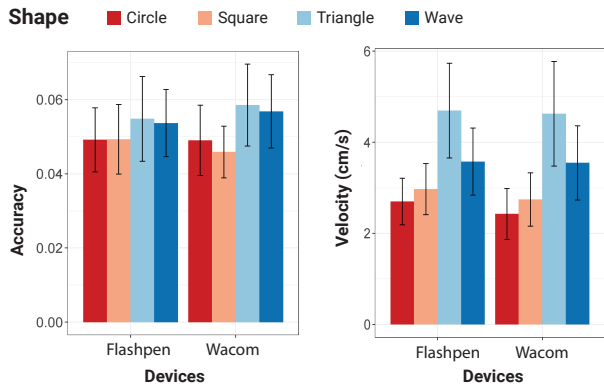 Shape Circle Square Triangle Wave
Accuracy
0.06
0.04
0.02
0.00
Flashpen Wacom
Devices
Velocity (cm/s)
6
4
2
0
Flashpen Wacom
Devices